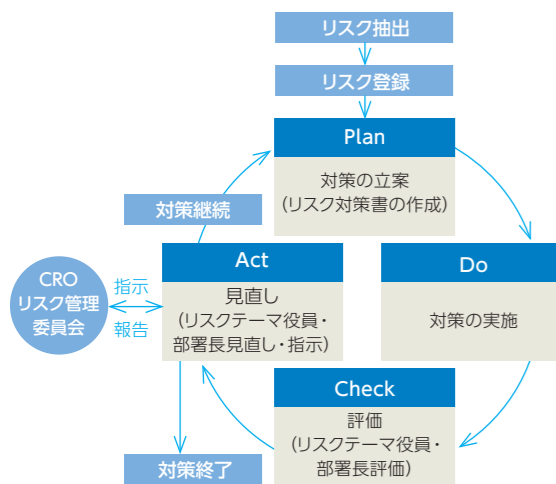 リスク抽出
リスク登録
Plan
対策の立案
(リスク対策書の作成)
対策継続
Act
見直し
(リスクテーマ役員・
部署長見直し・指示)
Do
対策の実施
CRO
リスク管理
委員会
指示
報告
Check
評価
(リスクテーマ役員・
部署長評価)
対策終了